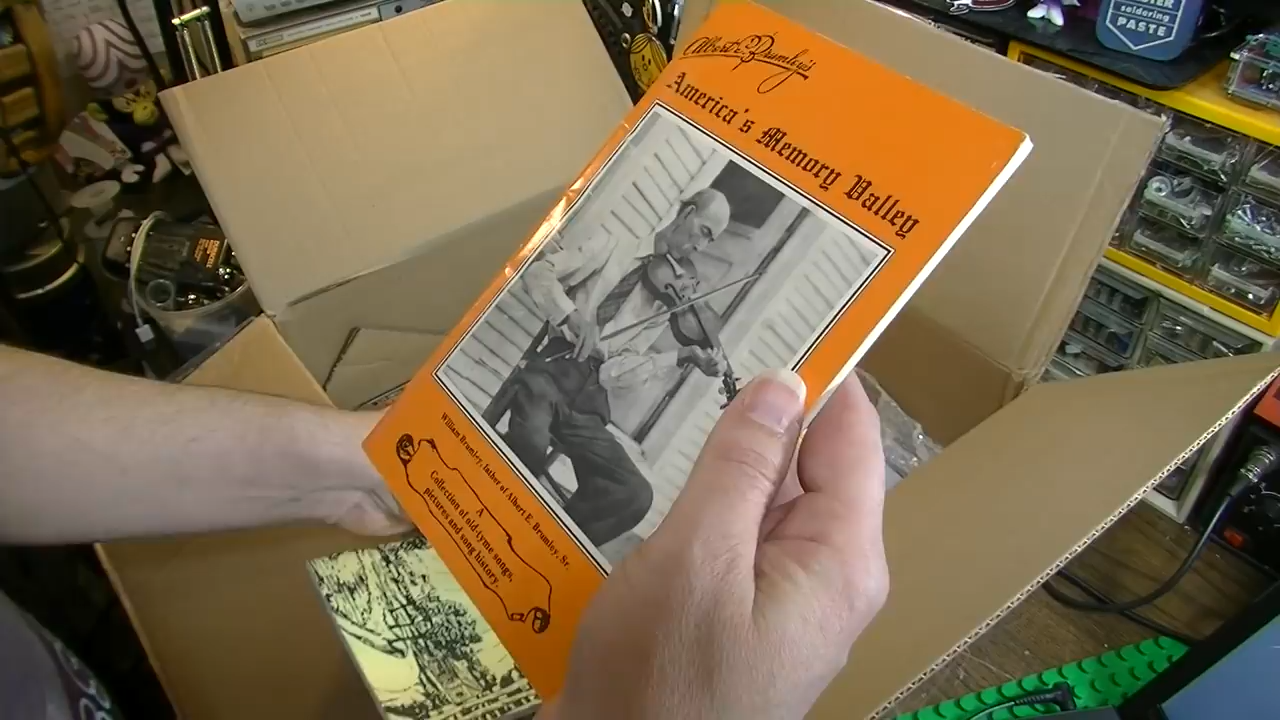 Albert E. Brumley's
America's Memory Valley
William Brumley, father of Albert E. Brumley, Sr.
A
Collection of old-tyme songs,
pictures and song history.
soldering
PASTE